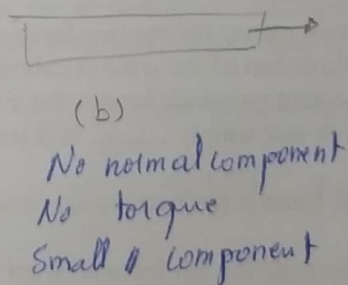 (b)
No normal component
No torque
Small || component